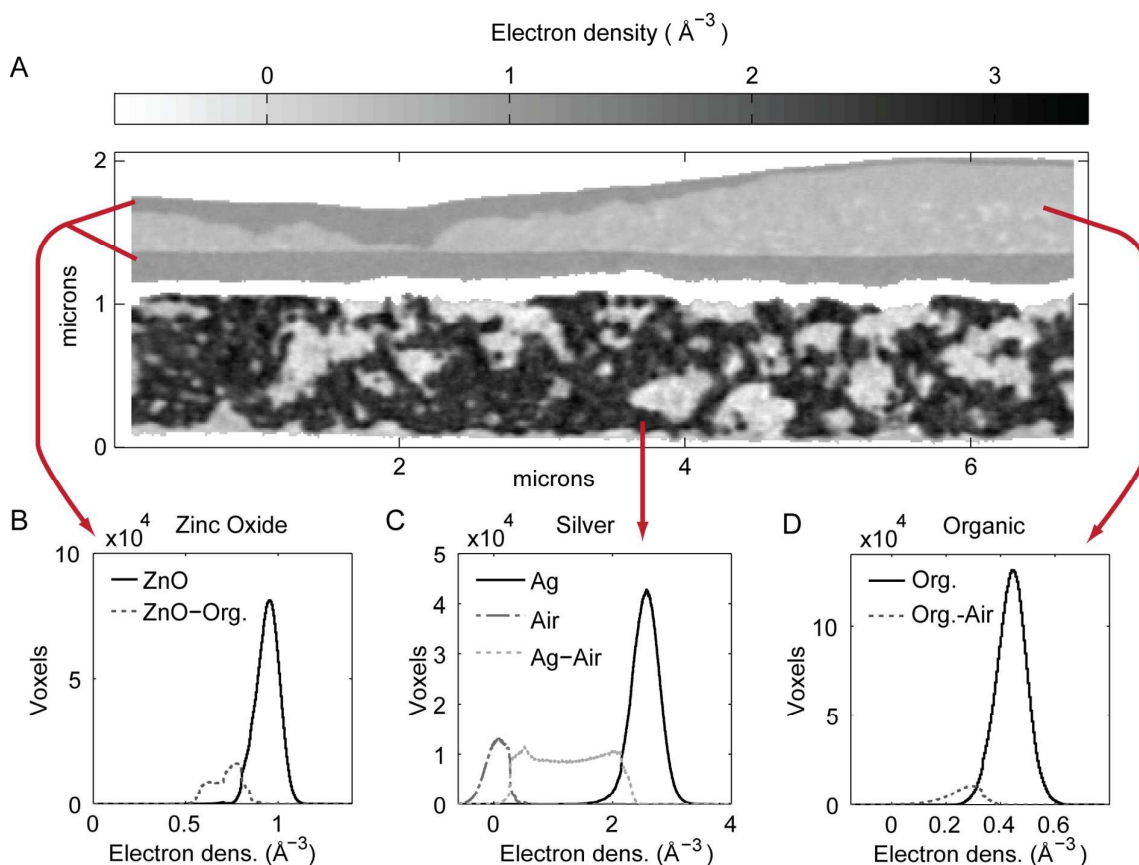 Electron density ( Å⁻³ )
A
0 1 2 3
2
1
0
microns
2 4 6
microns
B Zinc Oxide
x10⁴
10
5
0
Voxels
ZnO
ZnO−Org.
0 0.5 1
Electron dens. (Å⁻³)
C Silver
x10⁴
5
4
3
2
1
0
Voxels
Ag
Air
Ag−Air
0 2 4
Electron dens. (Å⁻³)
D Organic
x10⁴
10
5
0
Voxels
Org.
Org.-Air
0 0.2 0.4 0.6
Electron dens. (Å⁻³)